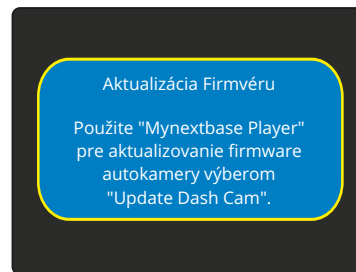 Aktualizácia Firmvéru
Použite "Mynextbase Player"
pre aktualizovanie firmware
autokamery výberom
"Update Dash Cam".